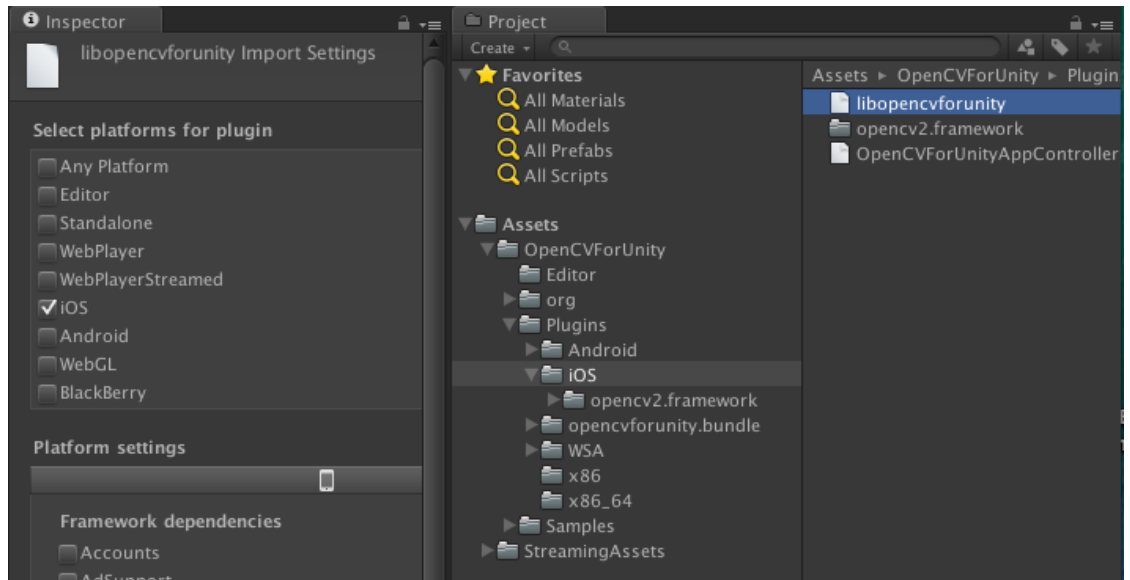 Inspector
libopencvforunity Import Settings
Select platforms for plugin
Any Platform
Editor
Standalone
WebPlayer
WebPlayerStreamed
iOS
Android
WebGL
BlackBerry
Platform settings
Framework dependencies
Accounts
AdSupport
Project
Create
Favorites
All Materials
All Models
All Prefabs
All Scripts
Assets
OpenCVForUnity
Editor
org
Plugins
Android
iOS
opencv2.framework
opencvforunity.bundle
WSA
x86
x86_64
Samples
StreamingAssets
Assets ▸ OpenCVForUnity ▸ Plugin
libopencvforunity
opencv2.framework
OpenCVForUnityAppController